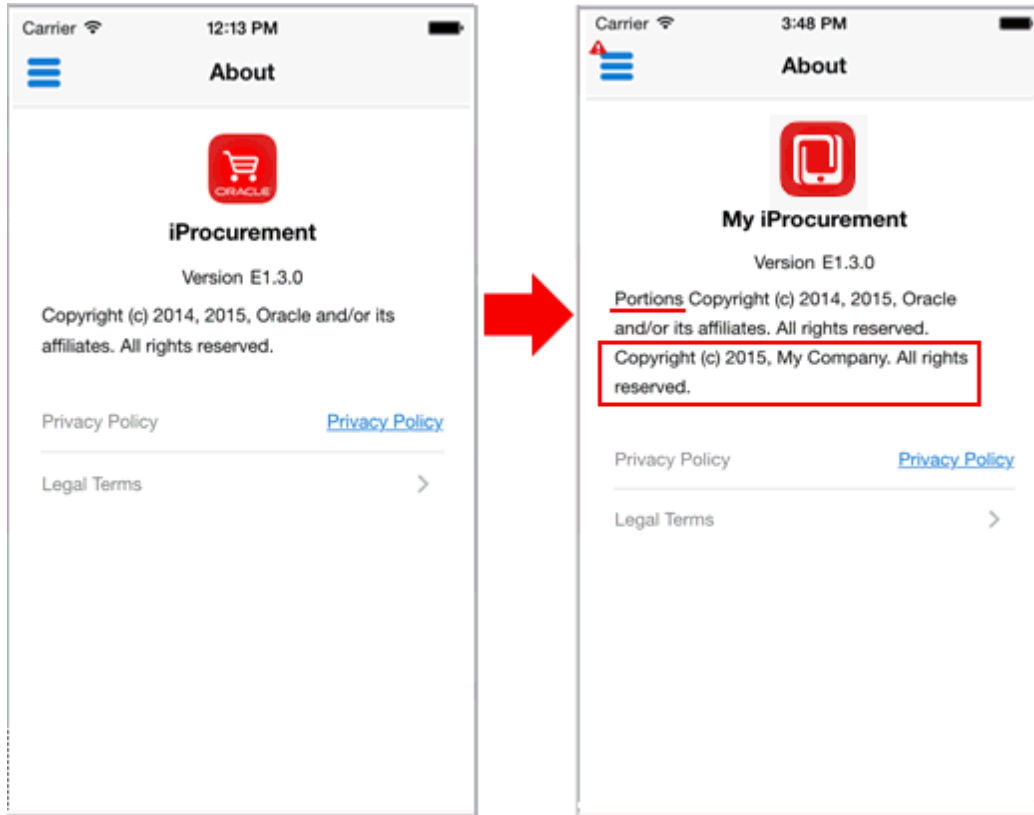 Carrier 12:13 PM
About
ORACLE
iProcurement
Version E1.3.0
Copyright (c) 2014, 2015, Oracle and/or its
affiliates. All rights reserved.
Privacy Policy Privacy Policy
Legal Terms
Carrier 3:48 PM
About
My iProcurement
Version E1.3.0
Portions Copyright (c) 2014, 2015, Oracle
and/or its affiliates. All rights reserved.
Copyright (c) 2015, My Company. All rights
reserved.
Privacy Policy Privacy Policy
Legal Terms